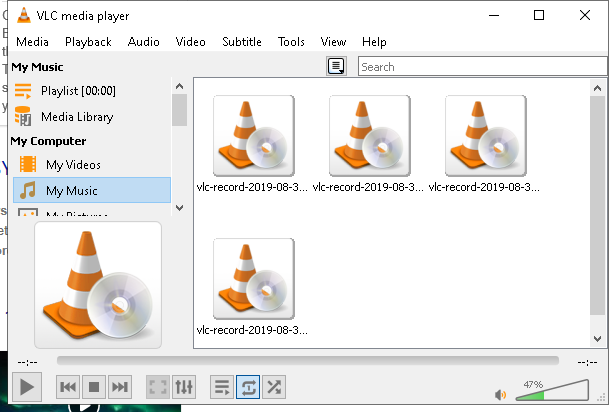 VLC media player
Media Playback Audio Video Subtitle Tools View Help
My Music
Search
Playlist [00:00]
Media Library
My Computer
My Videos
My Music
My Pictures
vlc-record-2019-08-3... vlc-record-2019-08-3... vlc-record-2019-08-3...
vlc-record-2019-08-3...
--:-- --:--
47%